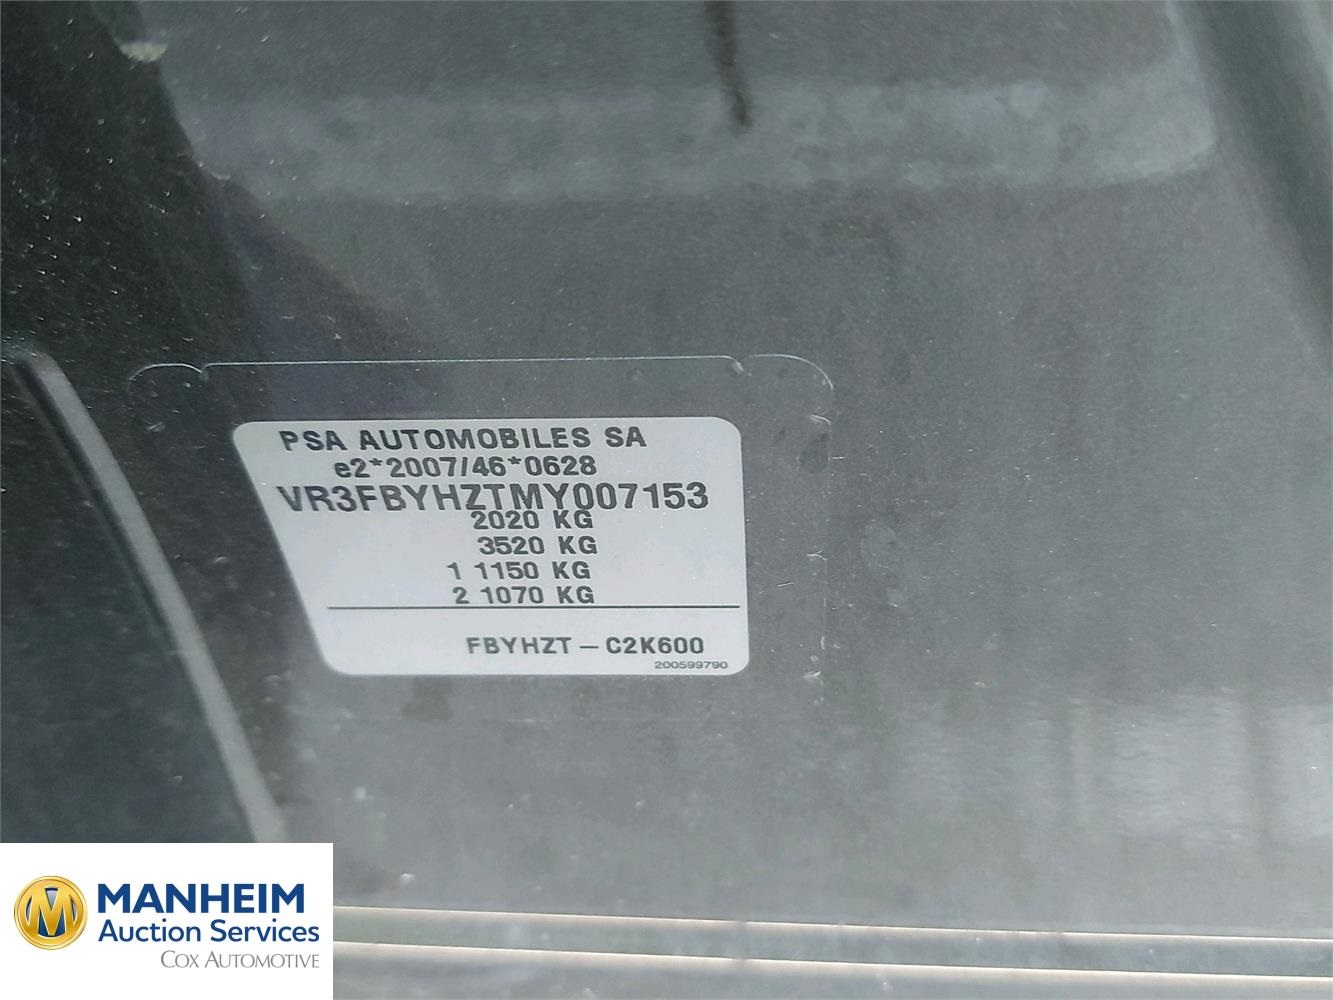 PSA AUTOMOBILES SA
e2*2007/46*0628
VR3FBYHZTMY007153
2020 KG
3520 KG
1 1150 KG
2 1070 KG
FBYHZT – C2K600
200599790
MANHEIM
Auction Services
COX AUTOMOTIVE